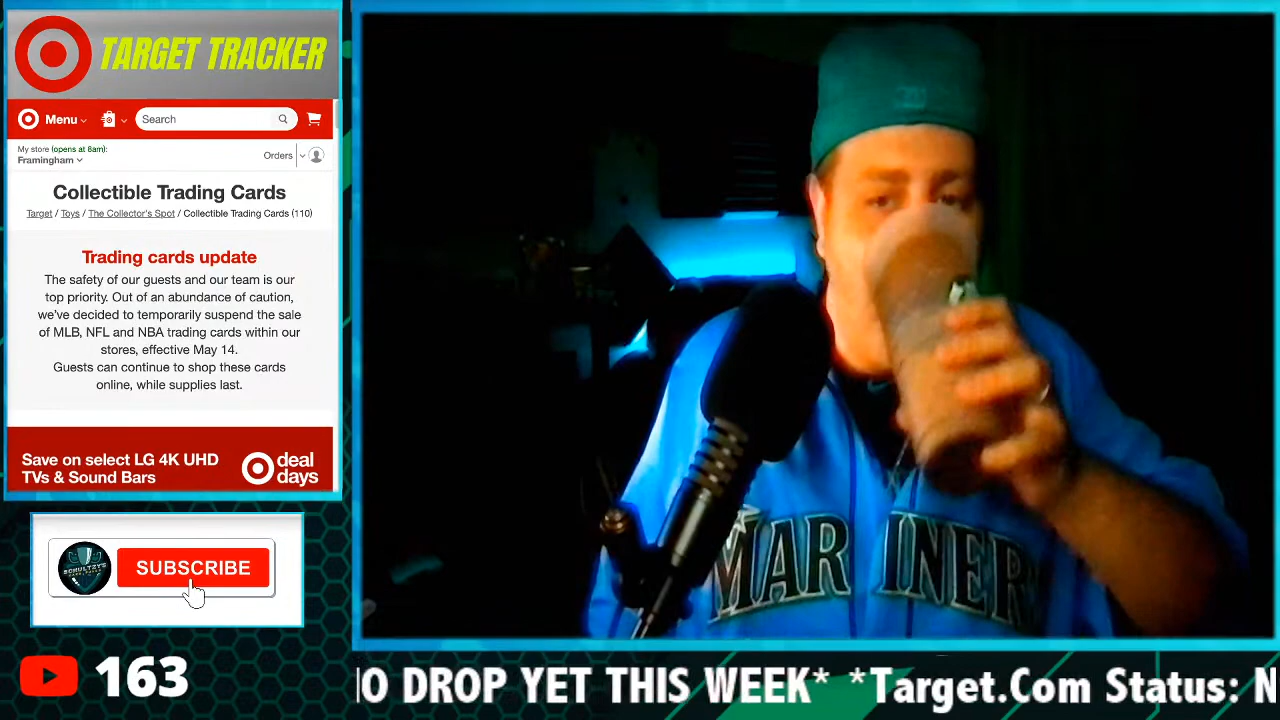 TARGET TRACKER
Menu
Search
My store (opens at 8am):
Framingham
Orders
Collectible Trading Cards
Target / Toys / The Collector's Spot / Collectible Trading Cards (110)
Trading cards update
The safety of our guests and our team is our
top priority. Out of an abundance of caution,
we've decided to temporarily suspend the sale
of MLB, NFL and NBA trading cards within our
stores, effective May 14.
Guests can continue to shop these cards
online, while supplies last.
Save on select LG 4K UHD
TVs & Sound Bars
deal
days
SUBSCRIBE
163
MARINER
DROP YET THIS WEEK* *Target.Com Status: N